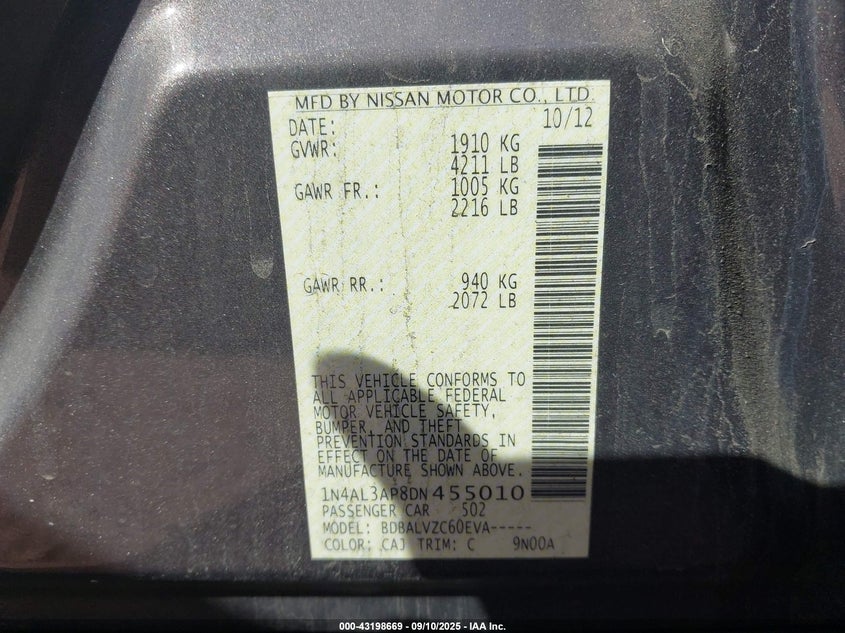 MFD BY NISSAN MOTOR CO., LTD.
DATE: 10/12
GVWR: 1910 KG
4211 LB
GAWR FR.: 1005 KG
2216 LB
GAWR RR.: 940 KG
2072 LB
THIS VEHICLE CONFORMS TO
ALL APPLICABLE FEDERAL
MOTOR VEHICLE SAFETY,
BUMPER, AND THEFT
PREVENTION STANDARDS IN
EFFECT ON THE DATE OF
MANUFACTURE SHOWN ABOVE.
1N4AL3AP8DN455010
PASSENGER CAR 502
MODEL: BDBALVZC60EVA-----
COLOR: CAJ TRIM: C 9N00A
000-43198669 - 09/10/2025 - IAA Inc.